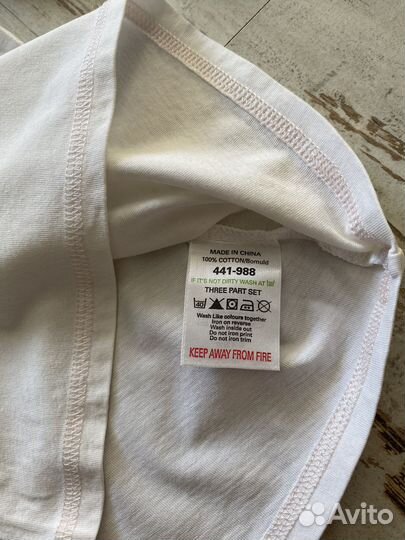 MADE IN CHINA
100% COTTON/Bomuld
441-988
IF IT'S NOT DIRTY WASH AT
THREE PART SET
40
Wash Like colours together
Iron on reverse
Wash inside out
Do not iron print
Do not iron trim
KEEP AWAY FROM FIRE
Avito